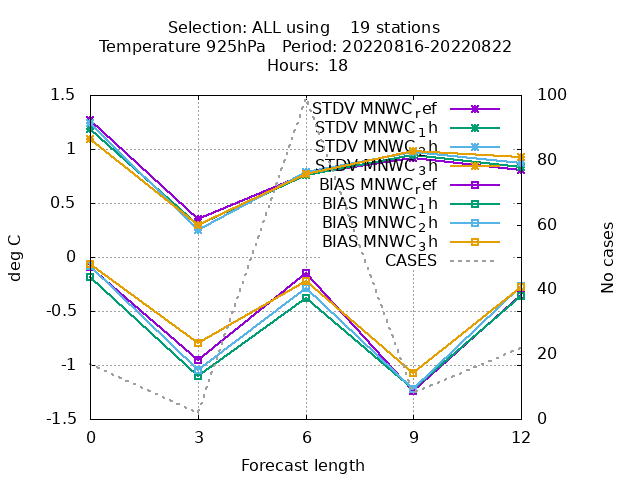 Selection: ALL using    19 stations
Temperature 925hPa   Period: 20220816-20220822
Hours:  18
1.5
1
0.5
0
-0.5
-1
-1.5
deg C
100
80
60
40
20
0
No cases
STDV MNWC_ref
STDV MNWC_1h
STDV MNWC_2h
STDV MNWC_3h
BIAS MNWC_ref
BIAS MNWC_1h
BIAS MNWC_2h
BIAS MNWC_3h
CASES
0 3 6 9 12
Forecast length